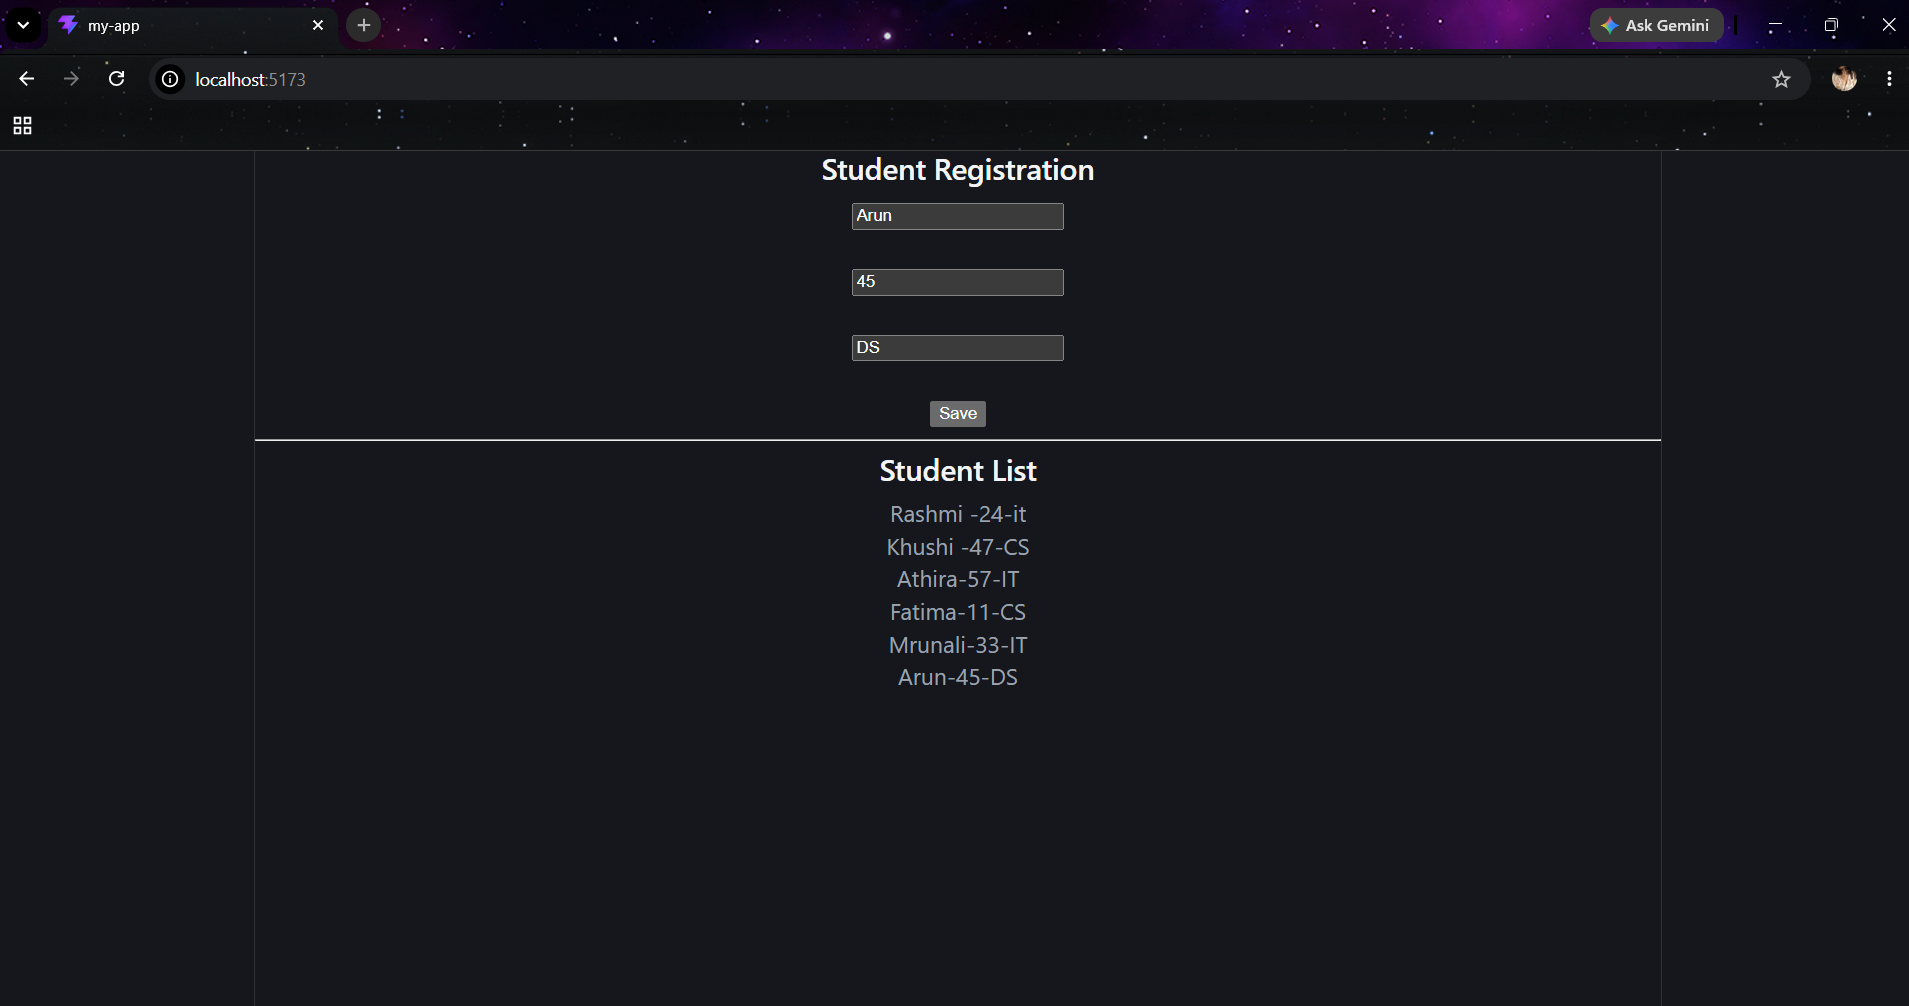 my-app
Ask Gemini
localhost:5173
Student Registration
Arun
45
DS
Save
Student List
Rashmi -24-it
Khushi -47-CS
Athira-57-IT
Fatima-11-CS
Mrunali-33-IT
Arun-45-DS